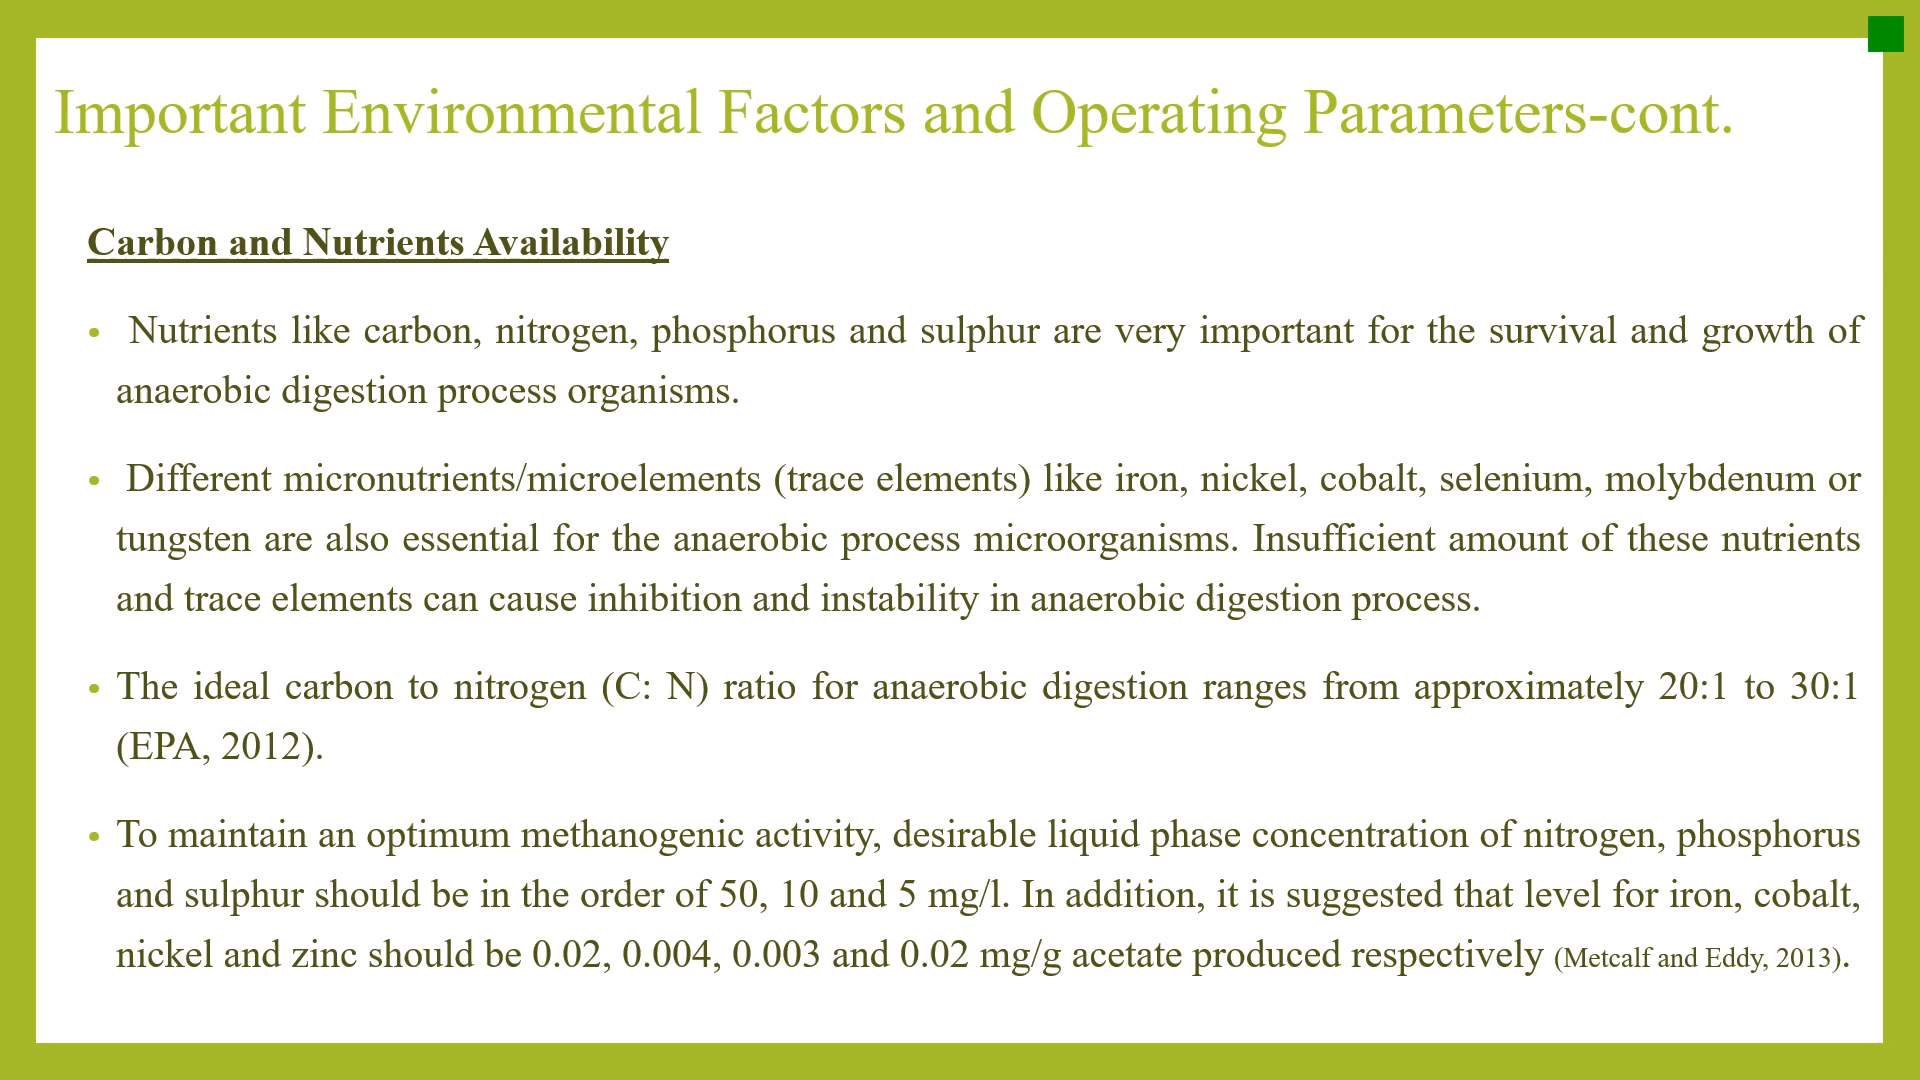 Important Environmental Factors and Operating Parameters-cont.
Carbon and Nutrients Availability
• Nutrients like carbon, nitrogen, phosphorus and sulphur are very important for the survival and growth of
anaerobic digestion process organisms.
• Different micronutrients/microelements (trace elements) like iron, nickel, cobalt, selenium, molybdenum or
tungsten are also essential for the anaerobic process microorganisms. Insufficient amount of these nutrients
and trace elements can cause inhibition and instability in anaerobic digestion process.
• The ideal carbon to nitrogen (C: N) ratio for anaerobic digestion ranges from approximately 20:1 to 30:1
(EPA, 2012).
• To maintain an optimum methanogenic activity, desirable liquid phase concentration of nitrogen, phosphorus
and sulphur should be in the order of 50, 10 and 5 mg/l. In addition, it is suggested that level for iron, cobalt,
nickel and zinc should be 0.02, 0.004, 0.003 and 0.02 mg/g acetate produced respectively (Metcalf and Eddy, 2013).